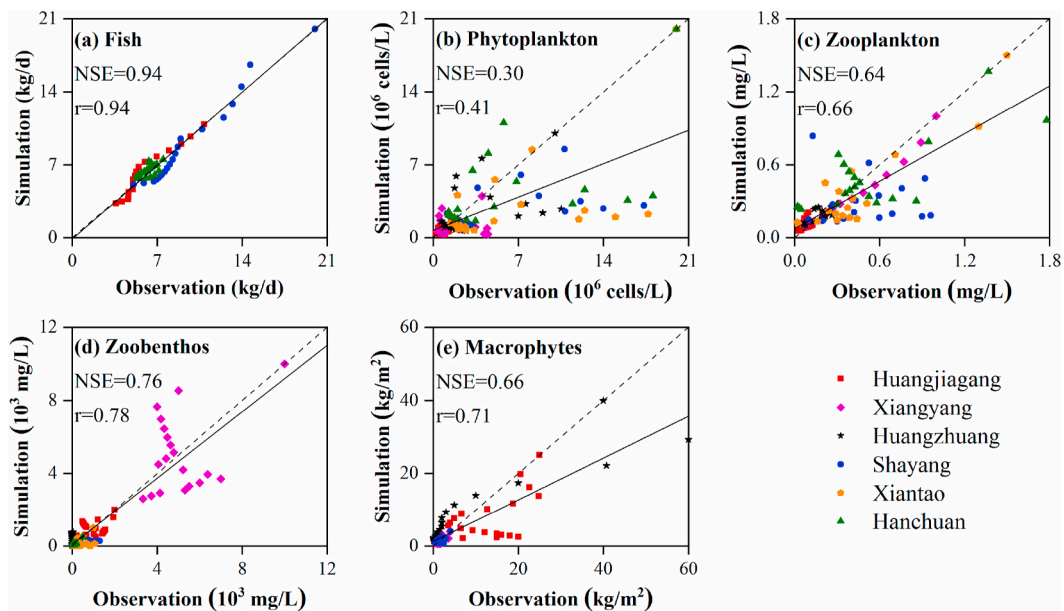 (a) Fish
NSE=0.94
r=0.94
Simulation (kg/d)
21
14
7
0
0
7
14
21
Observation (kg/d)
(b) Phytoplankton
NSE=0.30
r=0.41
Simulation (10⁶ cells/L)
21
14
7
0
0
7
14
21
Observation (10⁶ cells/L)
(c) Zooplankton
NSE=0.64
r=0.66
Simulation
(mg/L)
1.8
1.2
0.6
0.0
0.0
0.6
1.2
1.8
Observation
(mg/L)
(d) Zoobenthos
NSE=0.76
r=0.78
Simulation (10³ mg/L)
12
8
4
0
0
4
8
12
Observation (10³ mg/L)
(e) Macrophytes
NSE=0.66
r=0.71
Simulation (kg/m²)
60
40
20
0
0
20
40
60
Observation (kg/m²)
Huangjiagang
Xiangyang
Huangzhuang
Shayang
Xiantao
Hanchuan